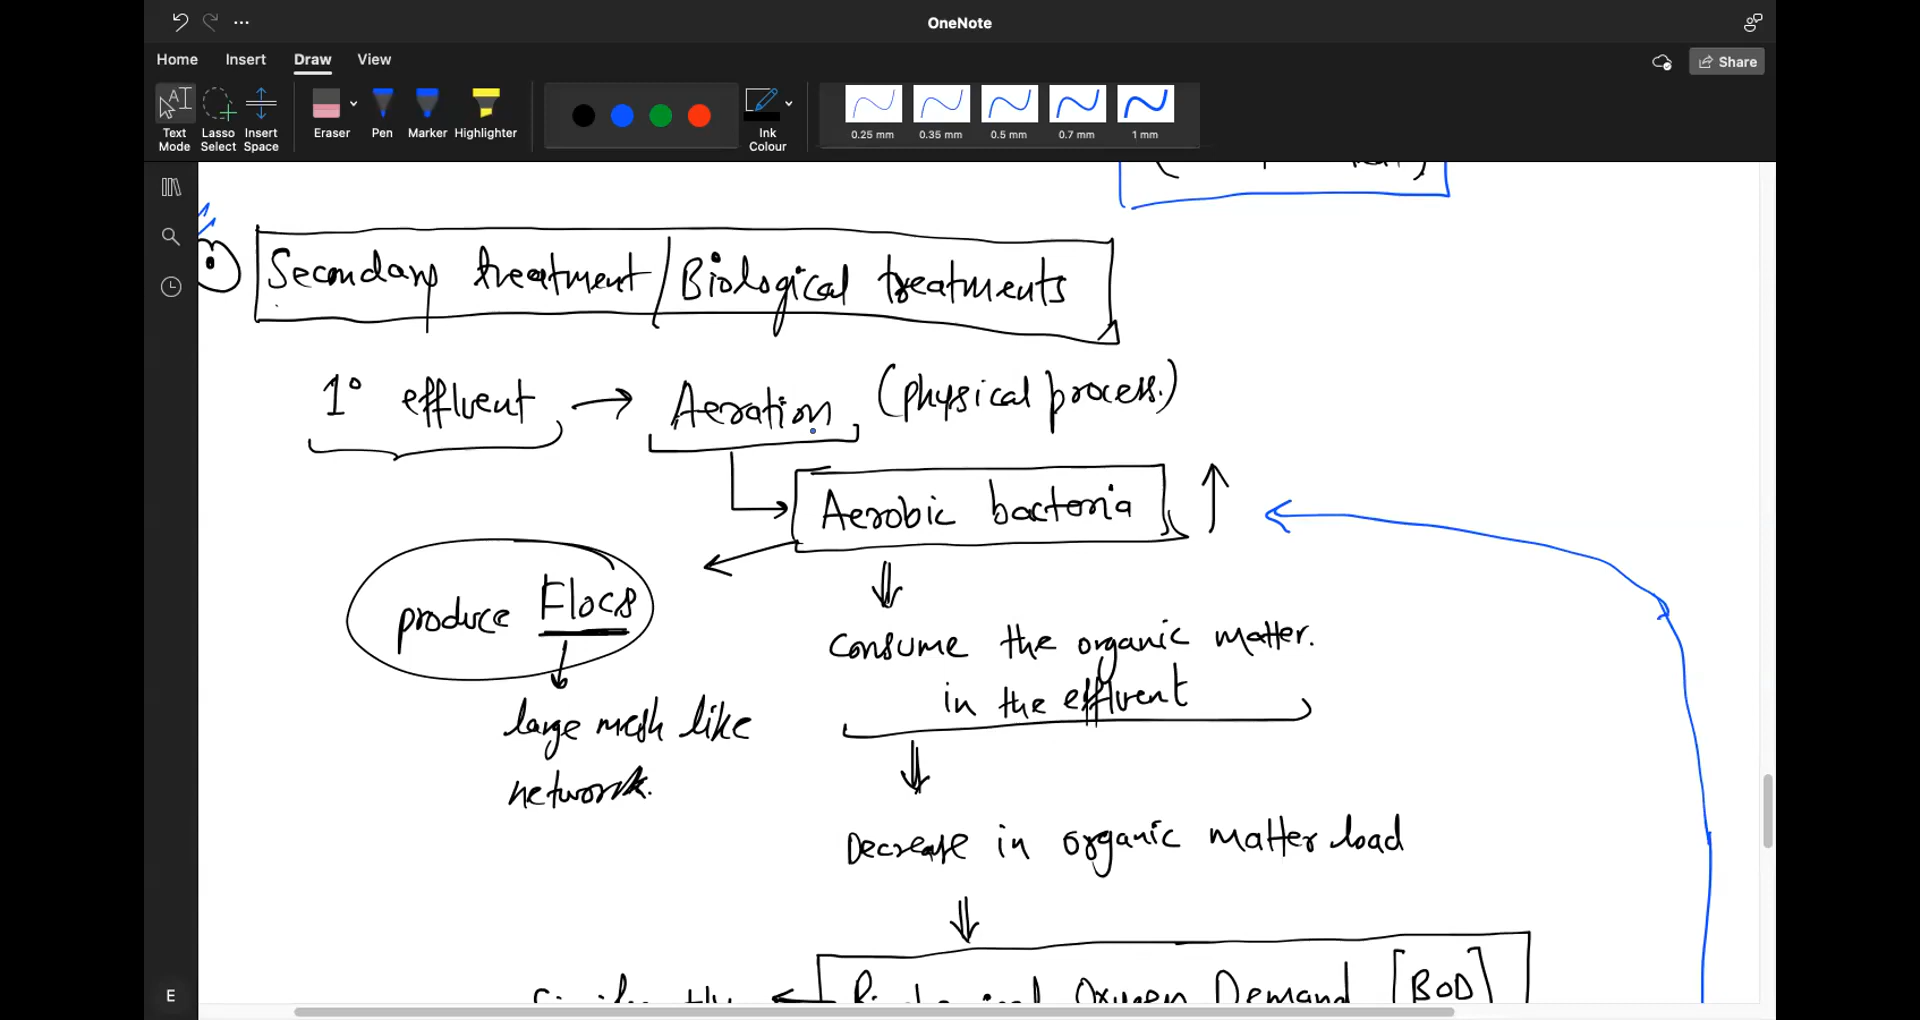 OneNote
Home Insert Draw View
Share
Text Mode
Lasso Select
Insert Space
Eraser
Pen
Marker
Highlighter
Ink Colour
0.25 mm
0.35 mm
0.5 mm
0.7 mm
1 mm
Secondary treatment / Biological treatments
1° effluent → Aeration (physical process.)
Aerobic bacteria ↑
produce Flocs
consume the organic matter.
in the effluent
large mesh like
network.
Decrease in organic matter load
Biological Oxygen Demand [BOD]
E